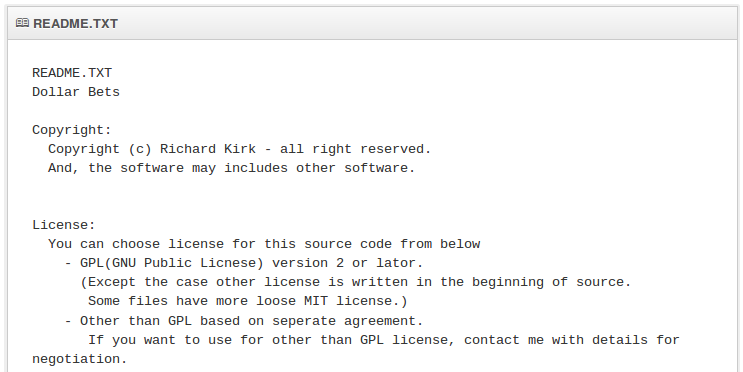 README.TXT
README.TXT
Dollar Bets
Copyright:
Copyright (c) Richard Kirk - all right reserved.
And, the software may includes other software.
License:
You can choose license for this source code from below
- GPL(GNU Public Licnese) version 2 or lator.
(Except the case other license is written in the beginning of source.
Some files have more loose MIT license.)
- Other than GPL based on seperate agreement.
If you want to use for other than GPL license, contact me with details for
negotiation.